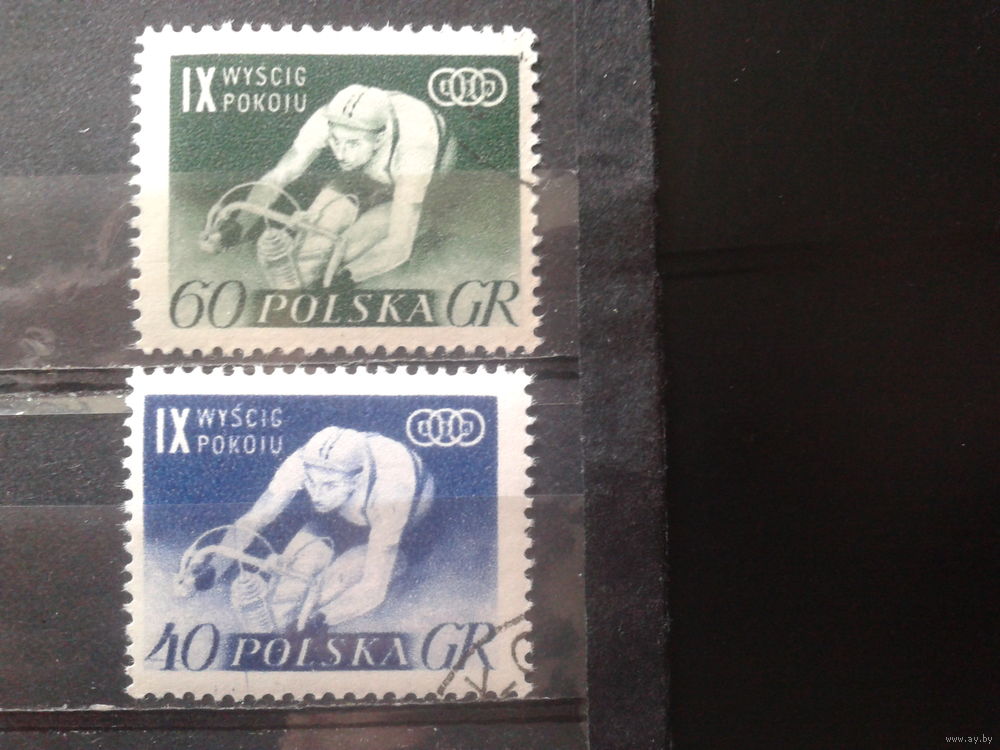 IX WYŚCIG
POKOJU
60 POLSKA GR
IX WYŚCIG
POKOJU
40 POLSKA GR
www.ay.by